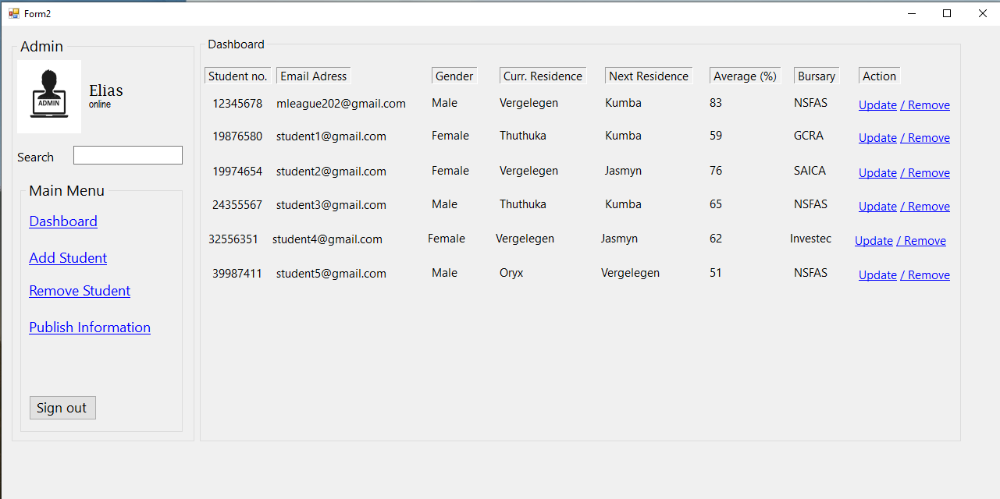 Form2
Admin
ADMIN
Elias
online
Search
Main Menu
Dashboard
Add Student
Remove Student
Publish Information
Sign out
Dashboard
Student no. Email Adress Gender Curr. Residence Next Residence Average (%) Bursary Action
12345678 mleague202@gmail.com Male Vergelegen Kumba 83 NSFAS Update / Remove
19876580 student1@gmail.com Female Thuthuka Kumba 59 GCRA Update / Remove
19974654 student2@gmail.com Female Vergelegen Jasmyn 76 SAICA Update / Remove
24355567 student3@gmail.com Male Thuthuka Kumba 65 NSFAS Update / Remove
32556351 student4@gmail.com Female Vergelegen Jasmyn 62 Investec Update / Remove
39987411 student5@gmail.com Male Oryx Vergelegen 51 NSFAS Update / Remove